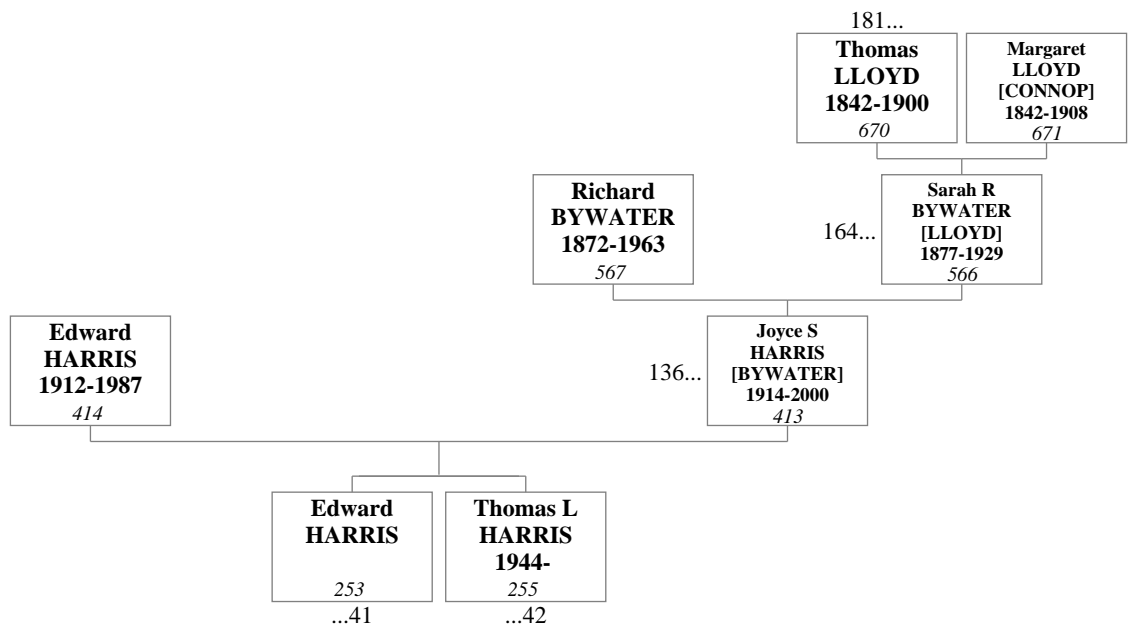 181...
Thomas
LLOYD
1842-1900
670
Margaret
LLOYD
[CONNOP]
1842-1908
671
Richard
BYWATER
1872-1963
567
164...
Sarah R
BYWATER
[LLOYD]
1877-1929
566
Edward
HARRIS
1912-1987
414
136...
Joyce S
HARRIS
[BYWATER]
1914-2000
413
Edward
HARRIS
253
...41
Thomas L
HARRIS
1944-
255
...42